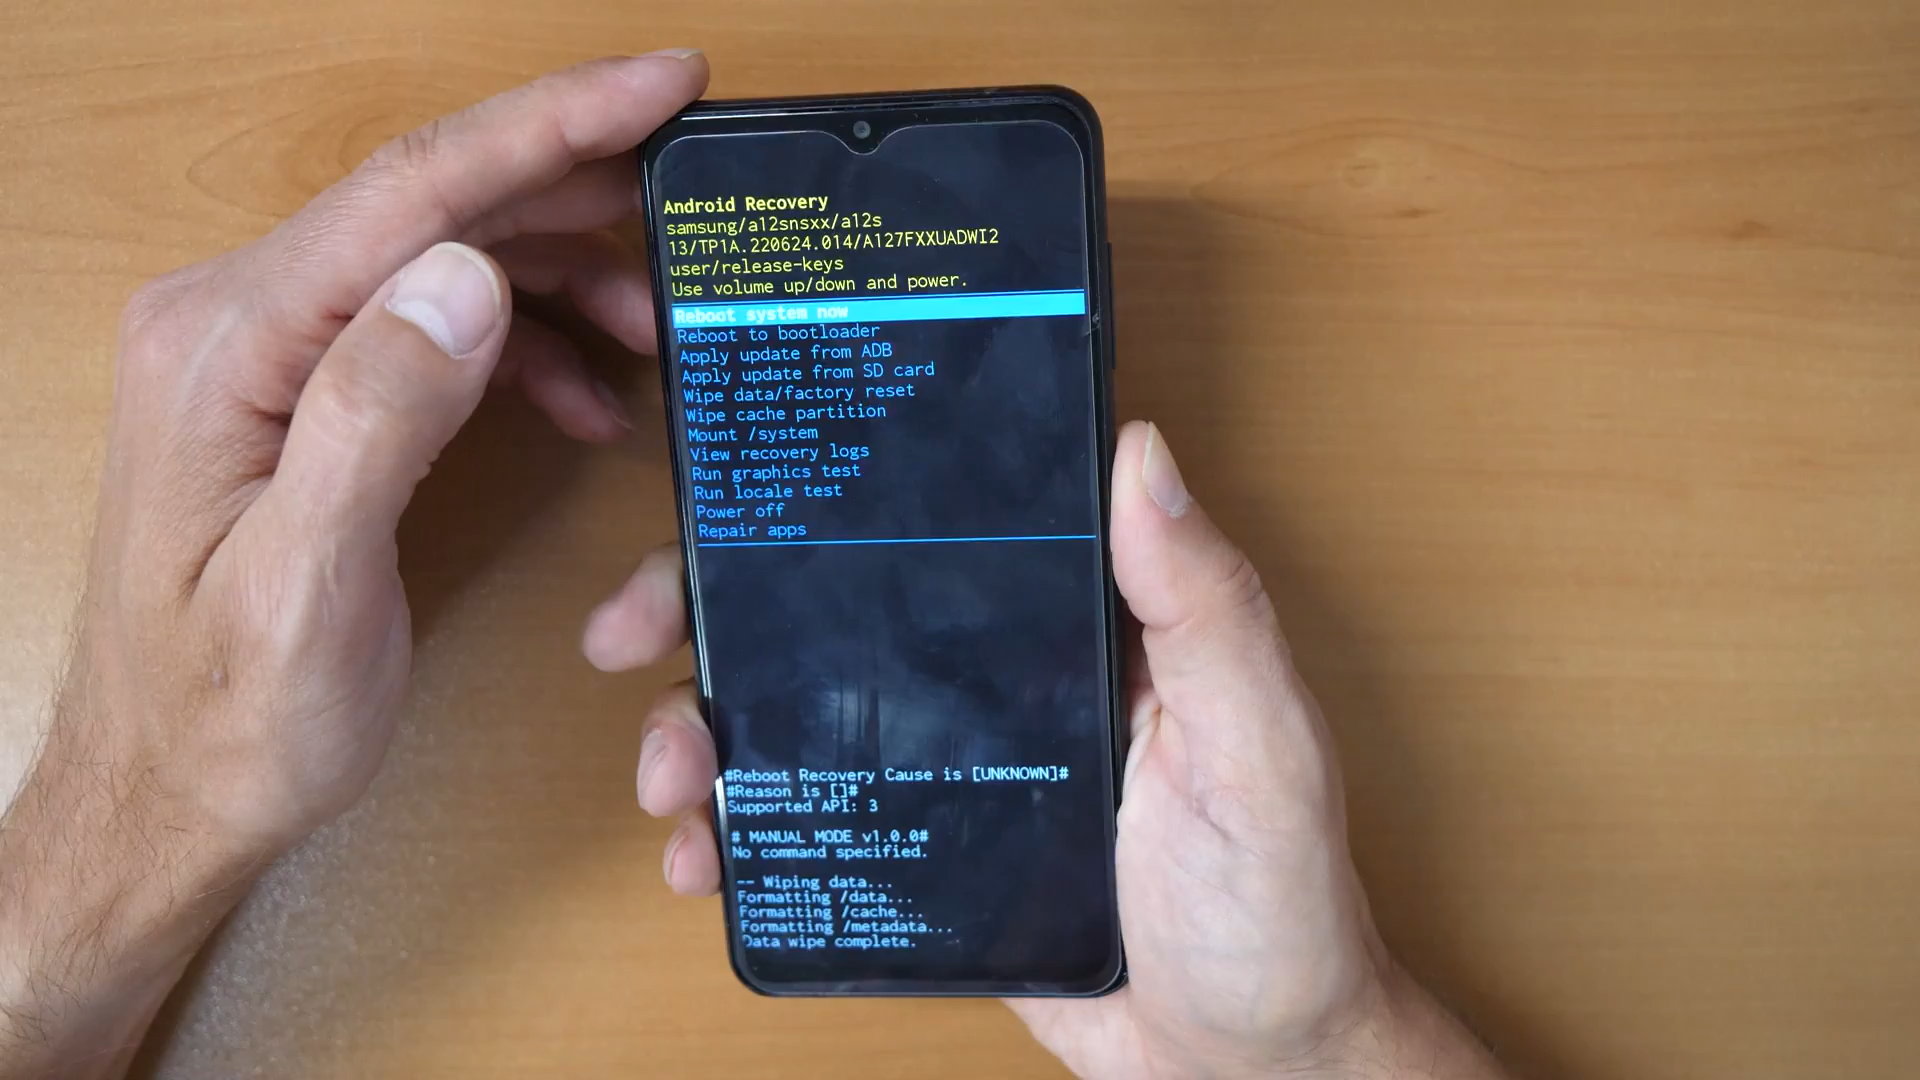 Android Recovery
samsung/a12snsxx/a12s
13/TP1A.220624.014/A127FXXUADWI2
user/release-keys
Use volume up/down and power.
Reboot system now
Reboot to bootloader
Apply update from ADB
Apply update from SD card
Wipe data/factory reset
Wipe cache partition
Mount /system
View recovery logs
Run graphics test
Run locale test
Power off
Repair apps
#Reboot Recovery Cause is [UNKNOWN]#
#Reason is []#
Supported API: 3
# MANUAL MODE v1.0.0#
No command specified.
-- Wiping data...
Formatting /data...
Formatting /cache...
Formatting /metadata...
Data wipe complete.